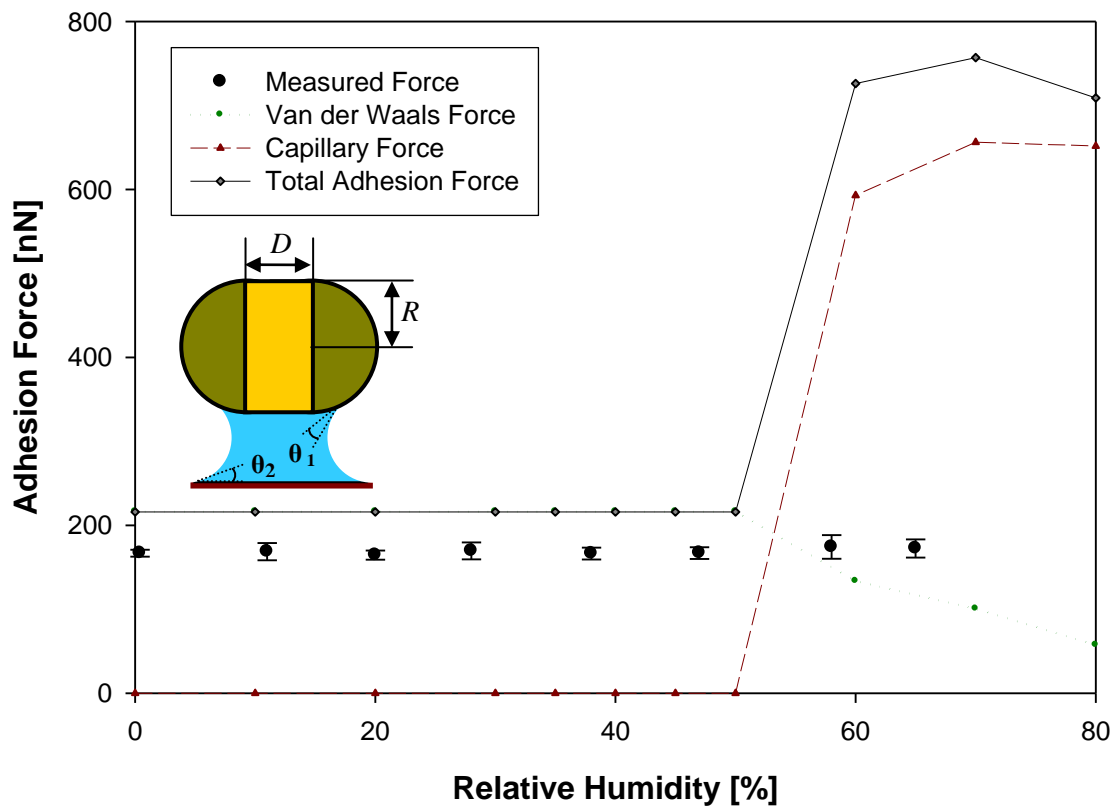 Adhesion Force [nN]
800
600
400
200
0
Measured Force
Van der Waals Force
Capillary Force
Total Adhesion Force
D
R
θ1
θ2
0
20
40
60
80
Relative Humidity [%]